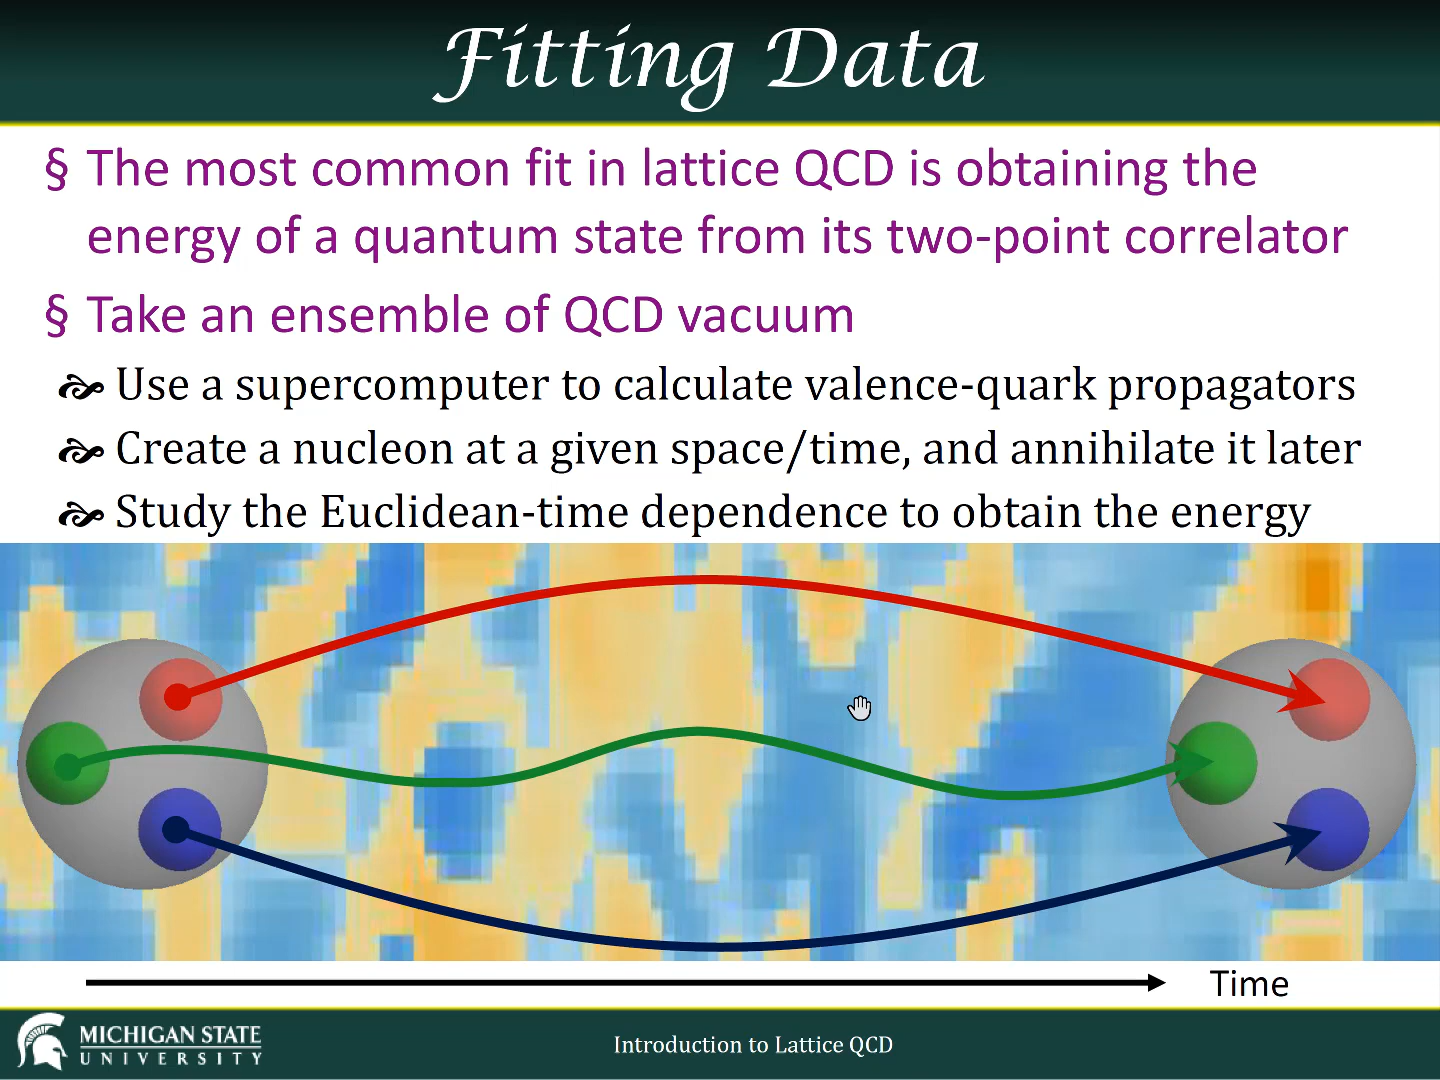 Fitting Data
§ The most common fit in lattice QCD is obtaining the
energy of a quantum state from its two-point correlator
§ Take an ensemble of QCD vacuum
Use a supercomputer to calculate valence-quark propagators
Create a nucleon at a given space/time, and annihilate it later
Study the Euclidean-time dependence to obtain the energy
Time
MICHIGAN STATE
UNIVERSITY
Introduction to Lattice QCD